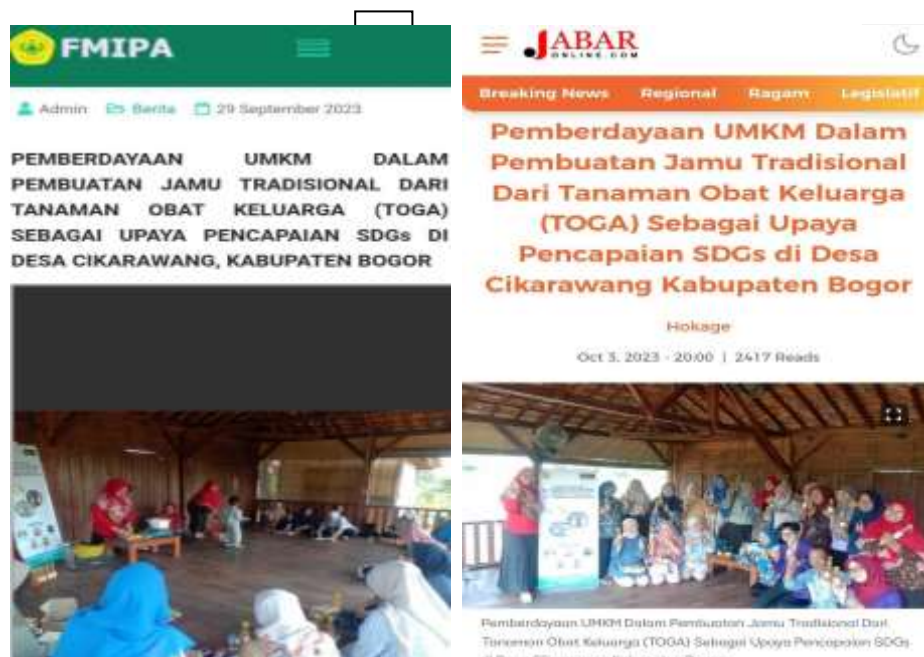 FMIPA
Admin Berita 29 September 2023
PEMBERDAYAAN UMKM DALAM
PEMBUATAN JAMU TRADISIONAL DARI
TANAMAN OBAT KELUARGA (TOGA)
SEBAGAI UPAYA PENCAPAIAN SDGs DI
DESA CIKARAWANG, KABUPATEN BOGOR
JABAR
ONLINE.COM
Breaking News Regional Ragam Legislatif
Pemberdayaan UMKM Dalam
Pembuatan Jamu Tradisional
Dari Tanaman Obat Keluarga
(TOGA) Sebagai Upaya
Pencapaian SDGs di Desa
Cikarawang Kabupaten Bogor
Hokage
Oct 3, 2023 - 20:00 | 2417 Reads
Pemberdayaan UMKM Dalam Pembuatan Jamu Tradisional Dari
Tanaman Obat Keluarga (TOGA) Sebagai Upaya Pencapaian SDGs